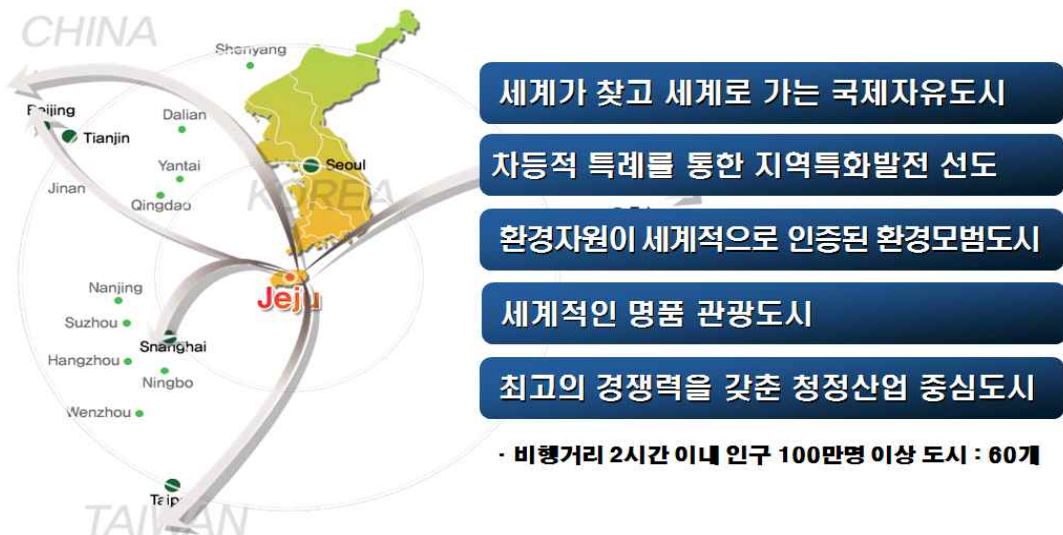 CHINA
Shenyang
Beijing
Dalian
Tianjin
Seoul
Yantai
Jinan
KOREA
Qingdao
Jeju
Nanjing
Suzhou
Snanghai
Hangzhou
Ningbo
Wenzhou
TAIWAN
세계가 찾고 세계로 가는 국제자유도시
차등적 특례를 통한 지역특화발전 선도
환경자원이 세계적으로 인증된 환경모범도시
세계적인 명품 관광도시
최고의 경쟁력을 갖춘 청정산업 중심도시
· 비행거리 2시간 이내 인구 100만명 이상 도시 : 60개